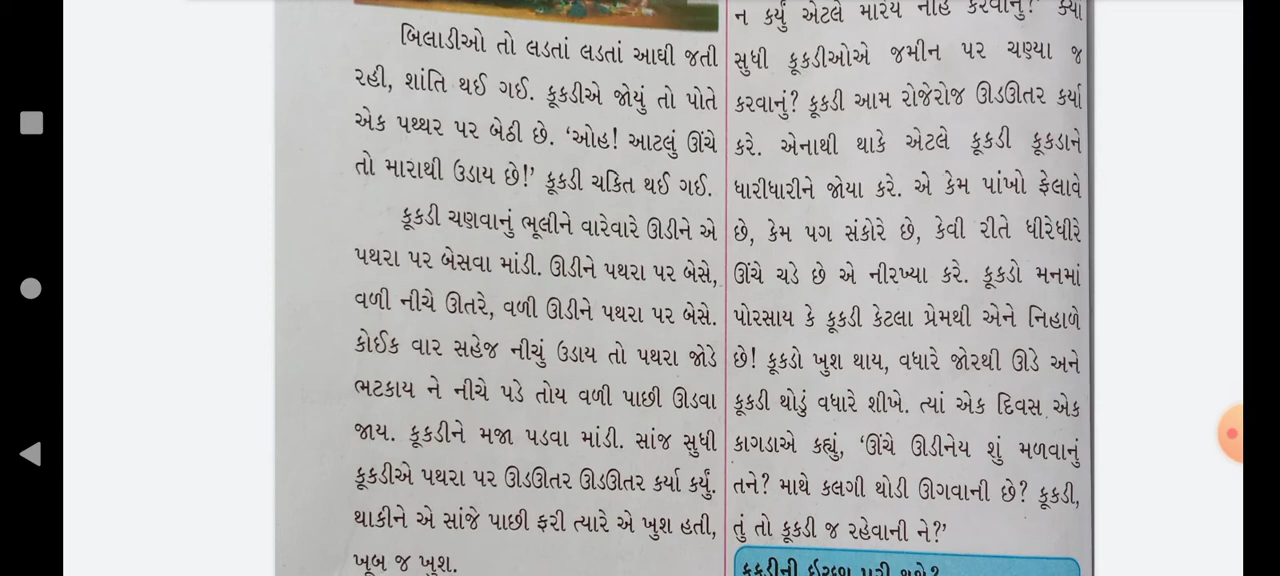 બિલાડીઓ તો લડતાં લડતાં આઘી જતી
રહી, શાંતિ થઈ ગઈ. કૂકડીએ જોયું તો પોતે
એક પથ્થર પર બેઠી છે. ‘ઓહ! આટલું ઊંચે
તો મારાથી ઉડાય છે!’ કૂકડી ચકિત થઈ ગઈ.
કૂકડી ચણવાનું ભૂલીને વારેવારે ઊડીને એ
પથરા પર બેસવા માંડી. ઊડીને પથરા પર બેસે,
વળી નીચે ઊતરે, વળી ઊડીને પથરા પર બેસે.
કોઈક વાર સહેજ નીચું ઉડાય તો પથરા જોડે
ભટકાય ને નીચે પડે તોય વળી પાછી ઊડવા
જાય. કૂકડીને મજા પડવા માંડી. સાંજ સુધી
કૂકડીએ પથરા પર ઊડઊતર ઊડઊતર કર્યા કર્યું.
થાકીને એ સાંજે પાછી ફરી ત્યારે એ ખુશ હતી,
ખૂબ જ ખુશ.
ન કર્યું એટલે મારેય નહિ કરવાનું? ક્યાં
સુધી કૂકડીઓએ જમીન પર ચણ્યા જ
કરવાનું? કૂકડી આમ રોજેરોજ ઊડઊતર કર્યા
કરે. એનાથી થાકે એટલે કૂકડી કૂકડાને
ધારીધારીને જોયા કરે. એ કેમ પાંખો ફેલાવે
છે, કેમ પગ સંકોરે છે, કેવી રીતે ધીરેધીરે
ઊંચે ચડે છે એ નીરખ્યા કરે. કૂકડો મનમાં
પોરસાય કે કૂકડી કેટલા પ્રેમથી એને નિહાળે
છે! કૂકડો ખુશ થાય, વધારે જોરથી ઊડે અને
કૂકડી થોડું વધારે શીખે. ત્યાં એક દિવસ એક
કાગડાએ કહ્યું, ‘ઊંચે ઊડીનેય શું મળવાનું
તને? માથે કલગી થોડી ઊગવાની છે? કૂકડી,
તું તો કૂકડી જ રહેવાની ને?’
કૂકડીની